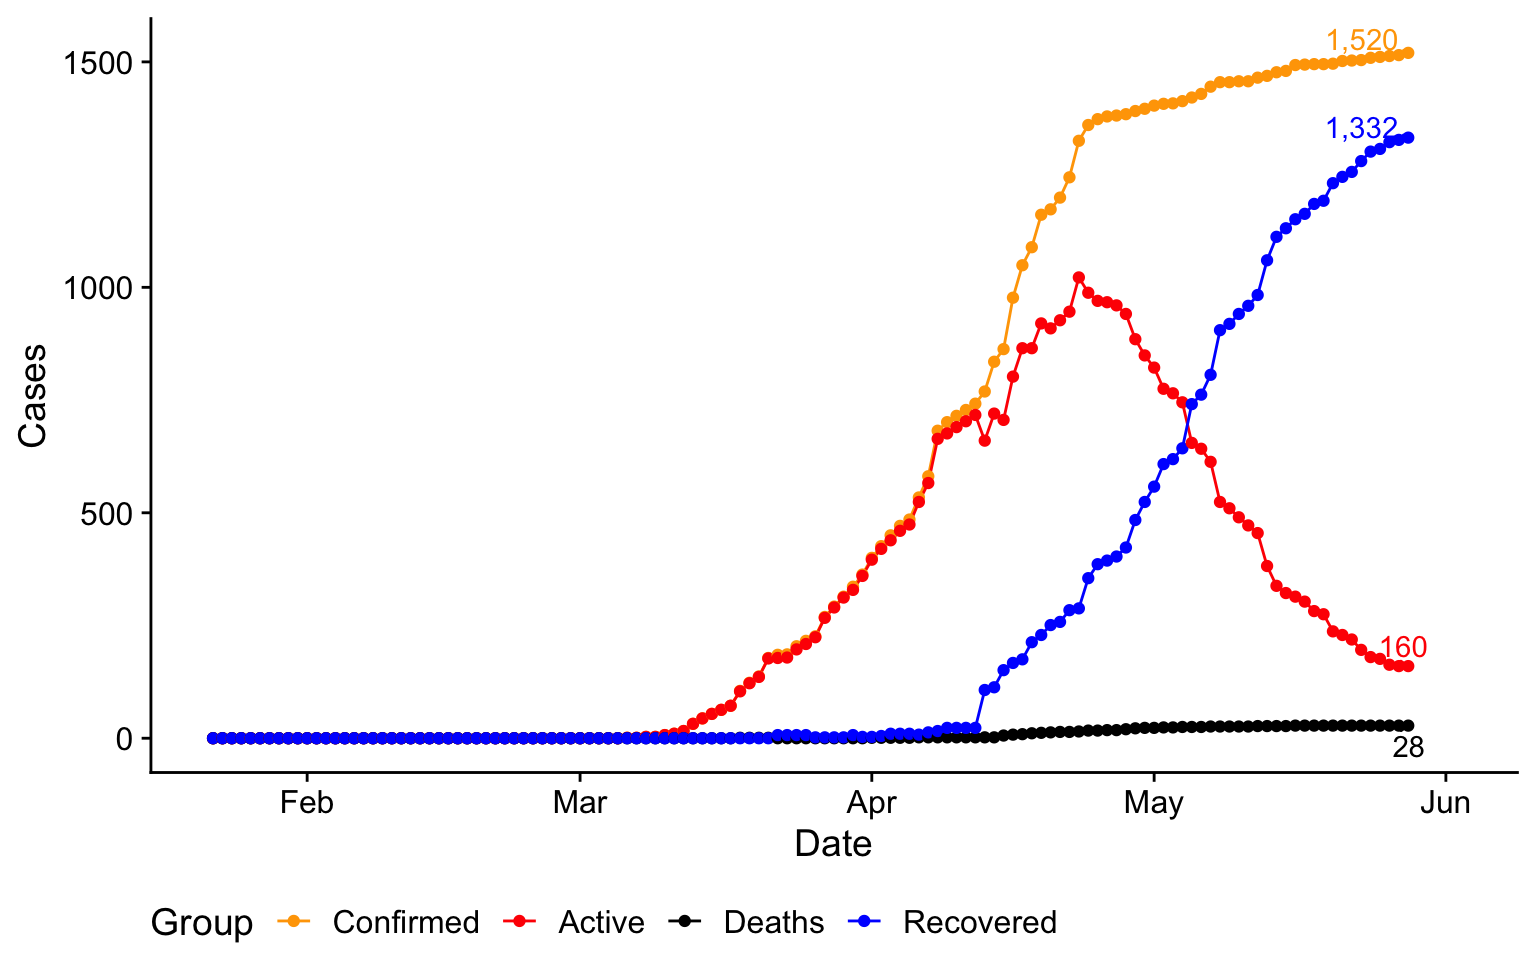 1,520
1500
1,332
1000
Cases
500
160
0
28
Feb Mar Apr May Jun
Date
Group Confirmed Active Deaths Recovered